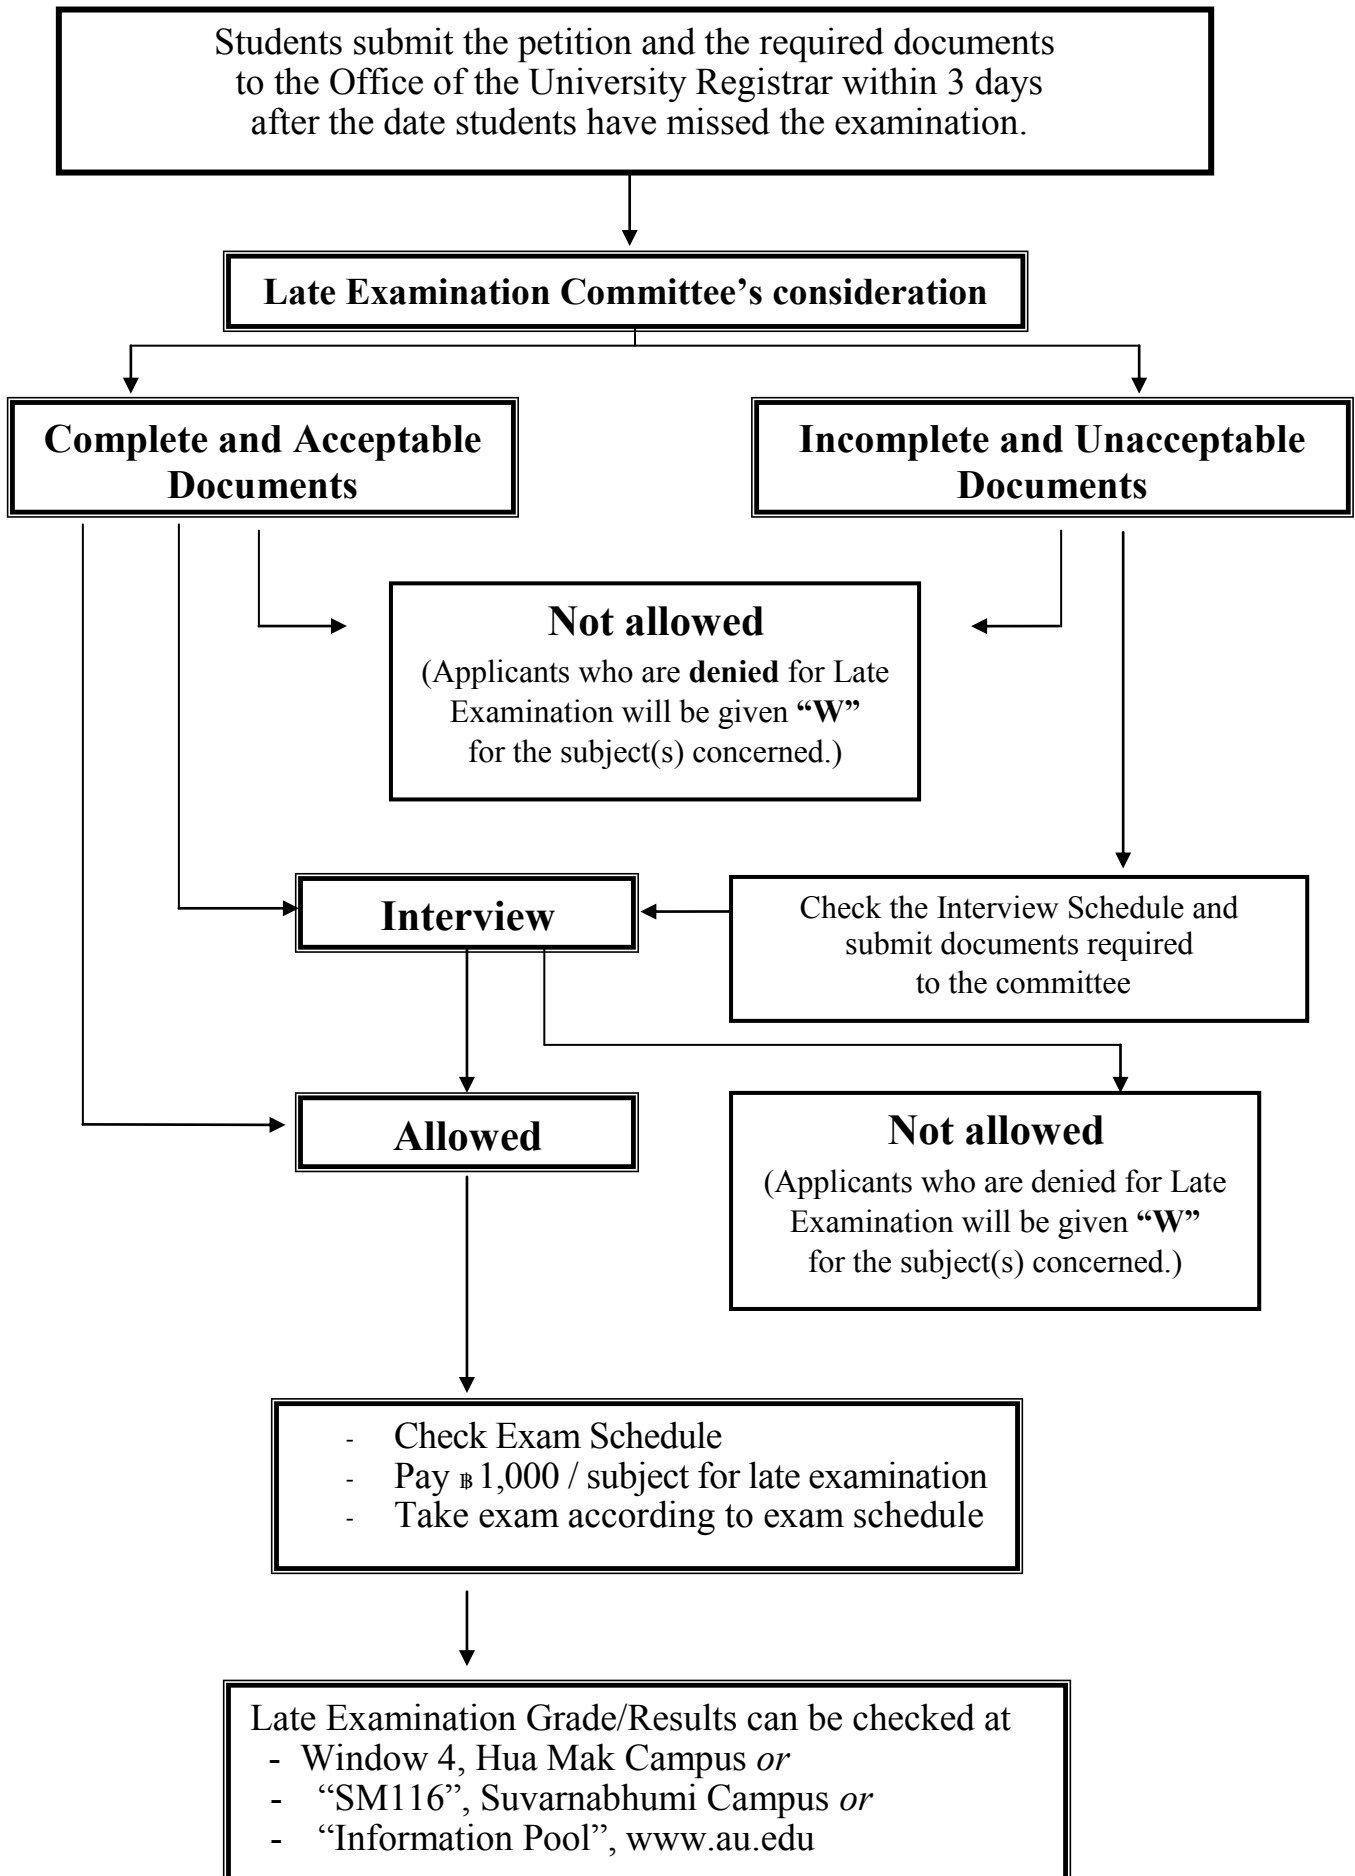 Students submit the petition and the required documents
to the Office of the University Registrar within 3 days
after the date students have missed the examination.
Late Examination Committee’s consideration
Complete and Acceptable
Documents
Incomplete and Unacceptable
Documents
Not allowed
(Applicants who are denied for Late
Examination will be given “W”
for the subject(s) concerned.)
Interview
Check the Interview Schedule and
submit documents required
to the committee
Allowed
Not allowed
(Applicants who are denied for Late
Examination will be given “W”
for the subject(s) concerned.)
- Check Exam Schedule
- Pay ฿1,000 / subject for late examination
- Take exam according to exam schedule
Late Examination Grade/Results can be checked at
- Window 4, Hua Mak Campus or
- “SM116”, Suvarnabhumi Campus or
- “Information Pool”, www.au.edu